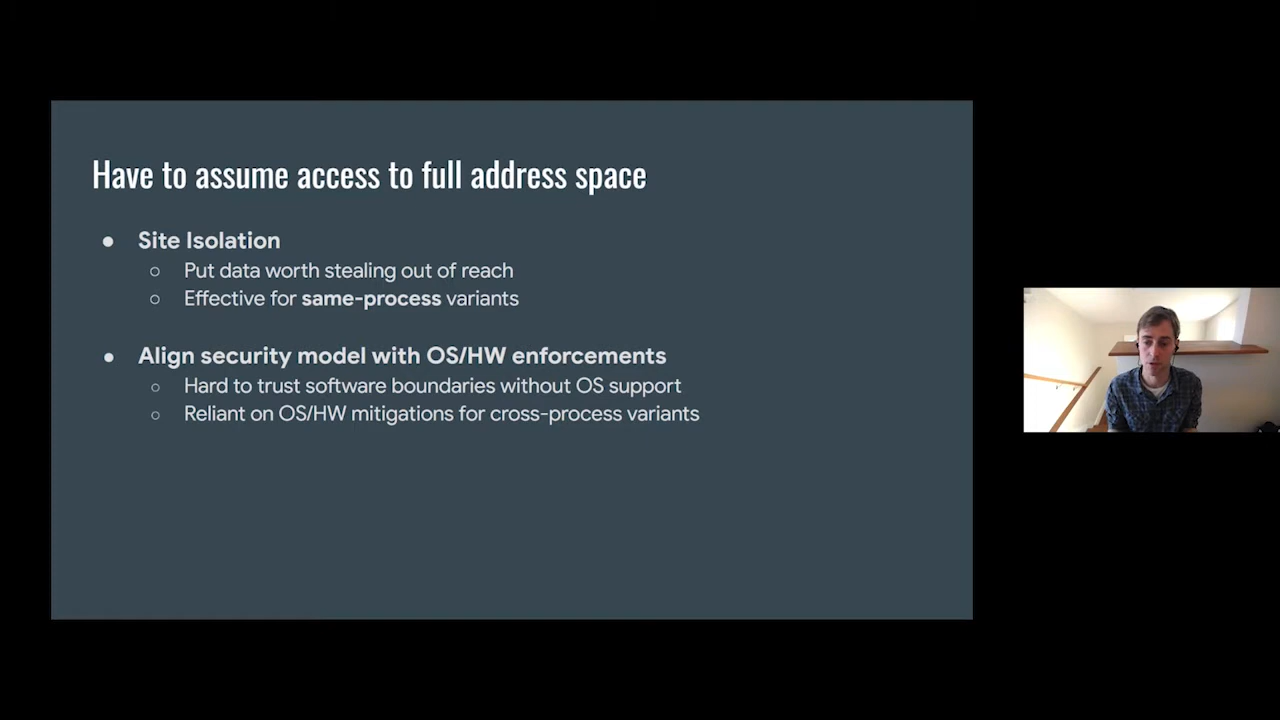 Have to assume access to full address space
● Site Isolation
○ Put data worth stealing out of reach
○ Effective for same-process variants
● Align security model with OS/HW enforcements
○ Hard to trust software boundaries without OS support
○ Reliant on OS/HW mitigations for cross-process variants